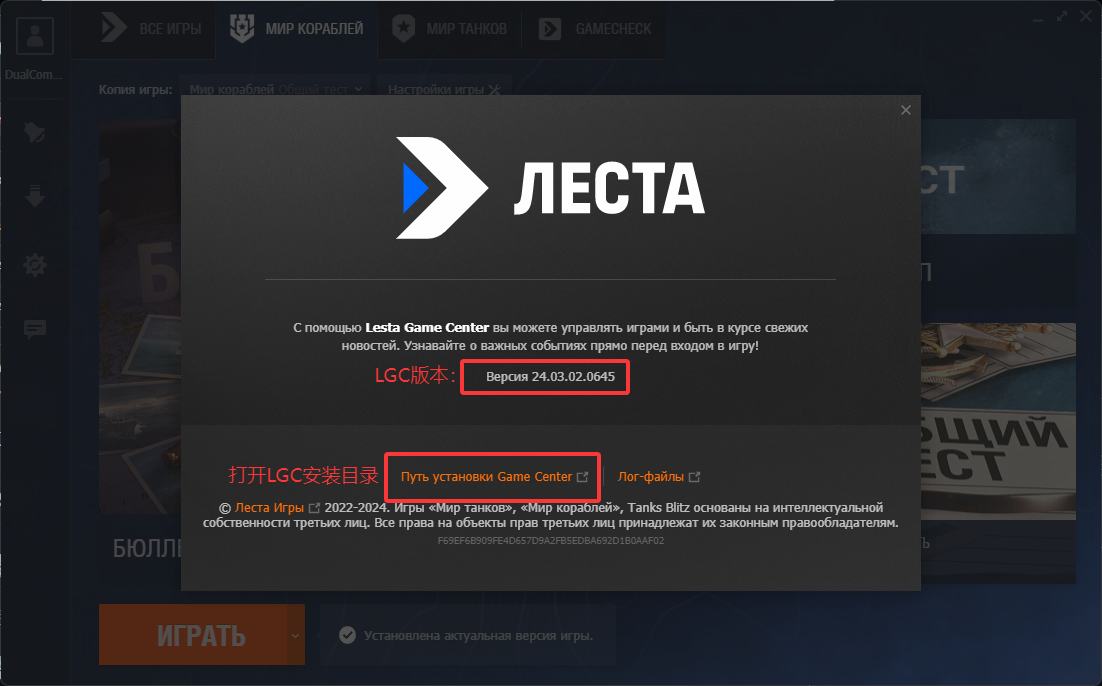 ВСЕ ИГРЫ
МИР КОРАБЛЕЙ
МИР ТАНКОВ
GAMECHECK
DualCom...
Копия игры:
Мир кораблей Общий тест
Настройки игры
ЛЕСТА
С помощью Lesta Game Center вы можете управлять играми и быть в курсе свежих
новостей. Узнавайте о важных событиях прямо перед входом в игру!
LGC版本：
Версия 24.03.02.0645
打开LGC安装目录
Путь установки Game Center
Лог-файлы
© Леста Игры 2022-2024. Игры «Мир танков», «Мир кораблей», Tanks Blitz основаны на интеллектуальной
собственности третьих лиц. Все права на объекты прав третьих лиц принадлежат их законным правообладателям.
F69EF6B909FE4D657D9A2FB5EDBA692D1B0AAF02
БЮЛЛЕ
ИГРАТЬ
Установлена актуальная версия игры.